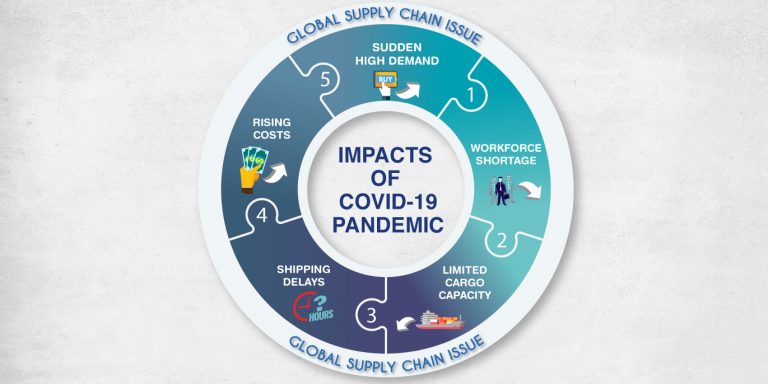 GLOBAL SUPPLY CHAIN ISSUE
SUDDEN
HIGH DEMAND
BUY
1
WORKFORCE
SHORTAGE
2
LIMITED
CARGO
CAPACITY
3
SHIPPING
DELAYS
?
HOURS
4
RISING
COSTS
5
IMPACTS
OF
COVID-19
PANDEMIC
GLOBAL SUPPLY CHAIN ISSUE